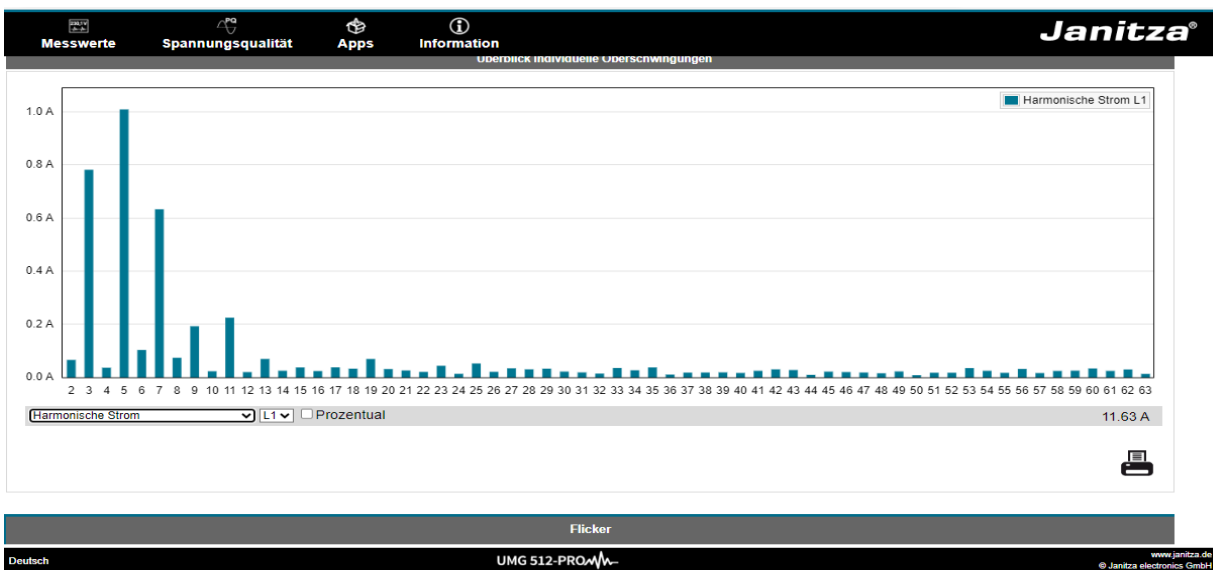 Messwerte
Spannungsqualität
Apps
Information
Janitza®
Überblick Individuelle Oberschwingungen
Harmonische Strom L1
1.0 A
0.8 A
0.6 A
0.4 A
0.2 A
0.0 A
2 3 4 5 6 7 8 9 10 11 12 13 14 15 16 17 18 19 20 21 22 23 24 25 26 27 28 29 30 31 32 33 34 35 36 37 38 39 40 41 42 43 44 45 46 47 48 49 50 51 52 53 54 55 56 57 58 59 60 61 62 63
Harmonische Strom L1 Prozentual 11.63 A
Flicker
Deutsch
UMG 512-PRO
www.janitza.de
© Janitza electronics GmbH